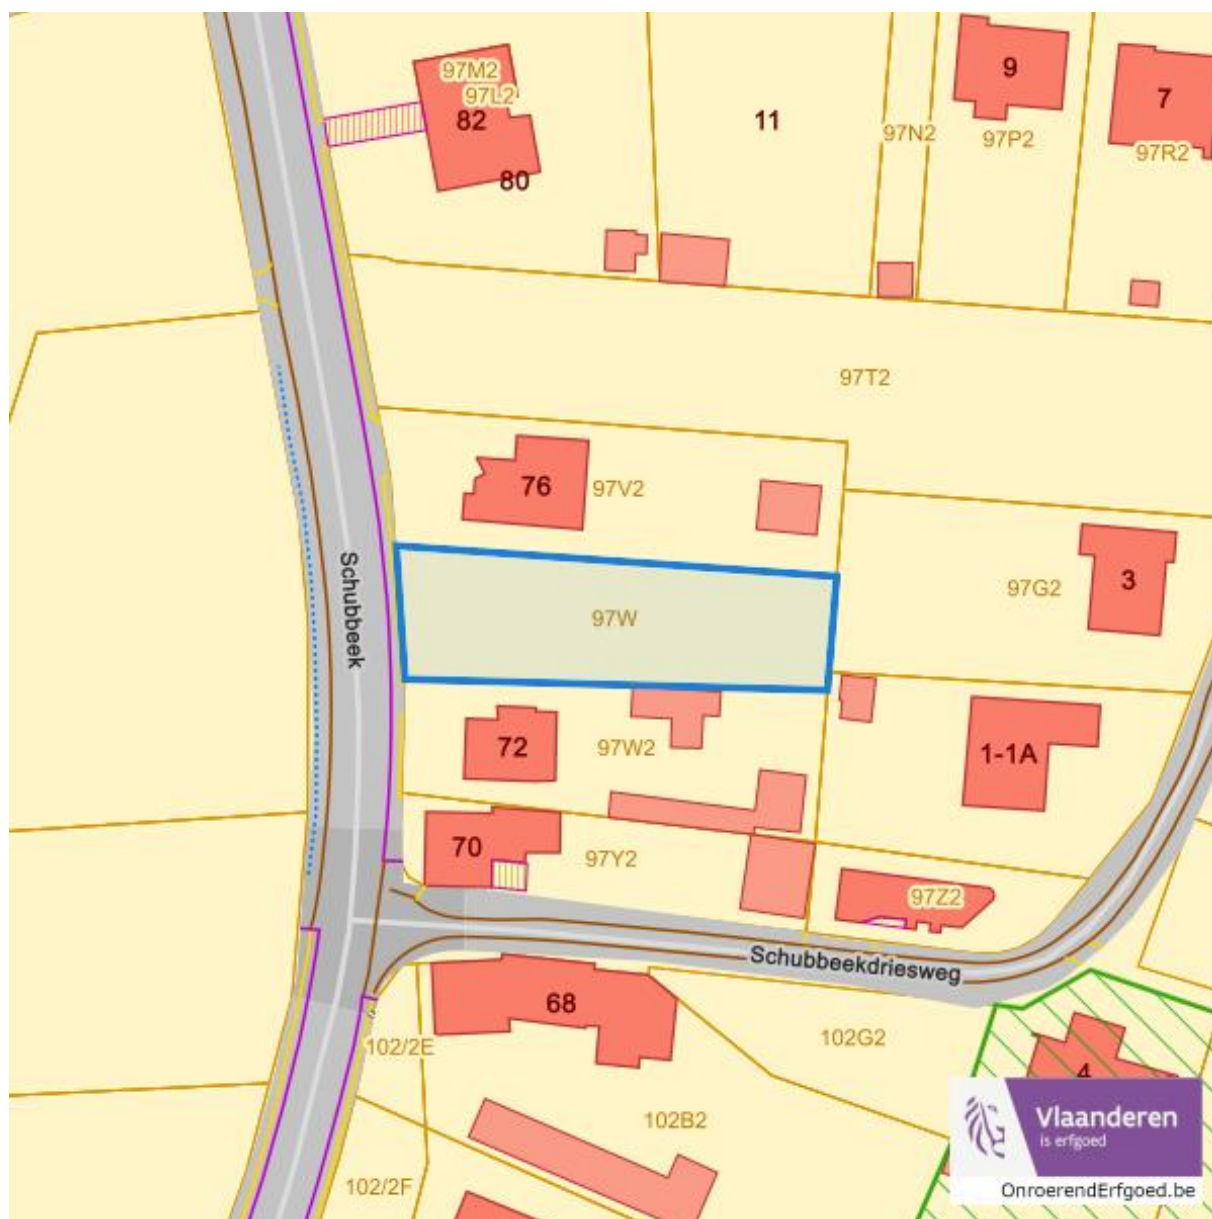 97M2
97L2
82
80
11
97N2
9
97P2
7
97R2
97T2
76
97V2
Schubbeek
97W
97G2
3
72
97W2
1-1A
70
97Y2
97Z2
Schubbeekdriesweg
68
102/2E
102G2
4
102B2
102/2F
Vlaanderen
is erfgoed
OnroerendErfgoed.be